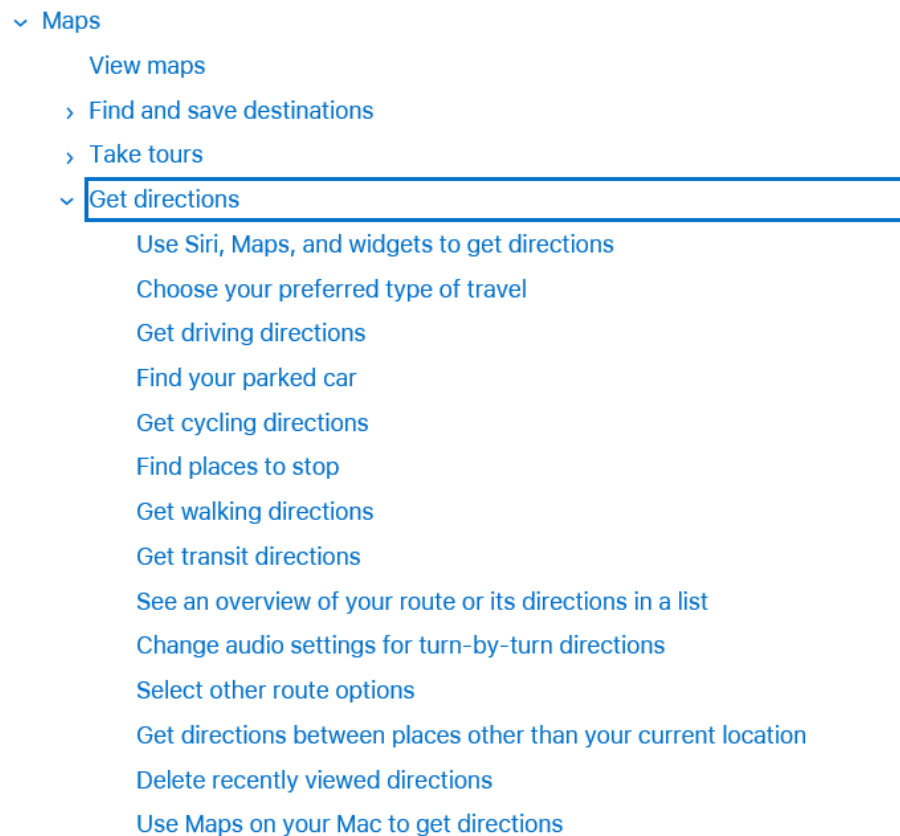 Maps
View maps
Find and save destinations
Take tours
Get directions
Use Siri, Maps, and widgets to get directions
Choose your preferred type of travel
Get driving directions
Find your parked car
Get cycling directions
Find places to stop
Get walking directions
Get transit directions
See an overview of your route or its directions in a list
Change audio settings for turn-by-turn directions
Select other route options
Get directions between places other than your current location
Delete recently viewed directions
Use Maps on your Mac to get directions